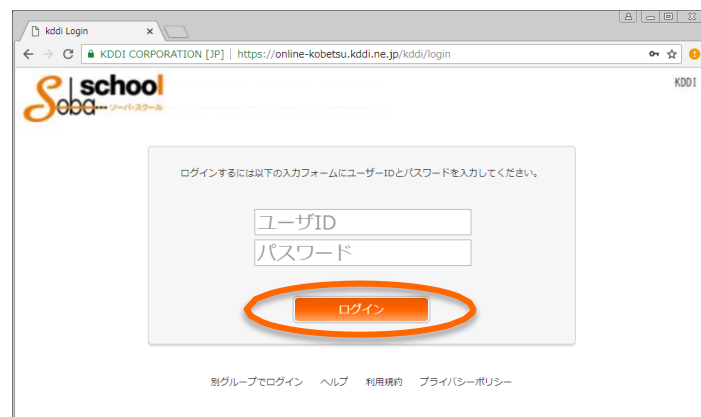 kddi Login
KDDI CORPORATION [JP] | https://online-kobetsu.kddi.ne.jp/kddi/login
Soba school
ソーバ・スクール
KDDI
ログインするには以下の入力フォームにユーザーIDとパスワードを入力してください。
ユーザID
パスワード
ログイン
別グループでログイン ヘルプ 利用規約 プライバシーポリシー